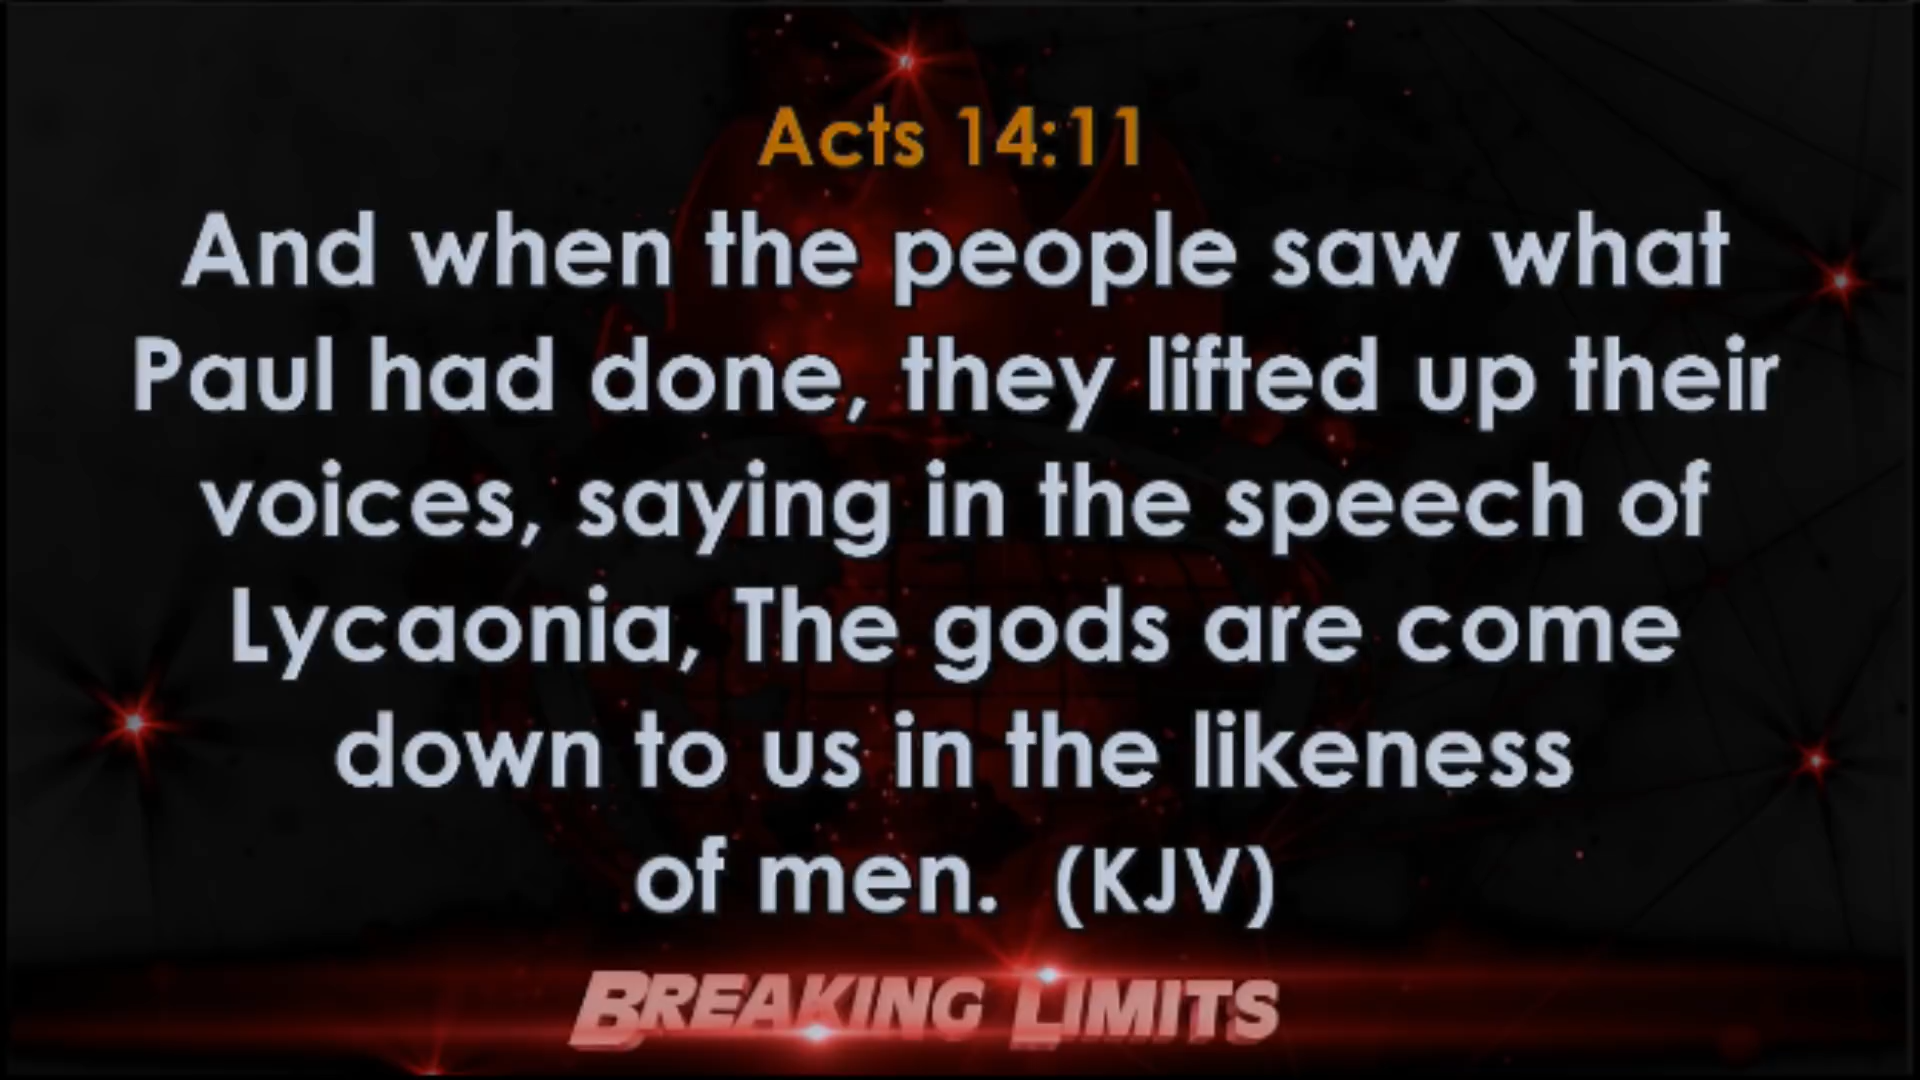 Acts 14:11
And when the people saw what
Paul had done, they lifted up their
voices, saying in the speech of
Lycaonia, The gods are come
down to us in the likeness
of men.  (KJV)
BREAKING LIMITS